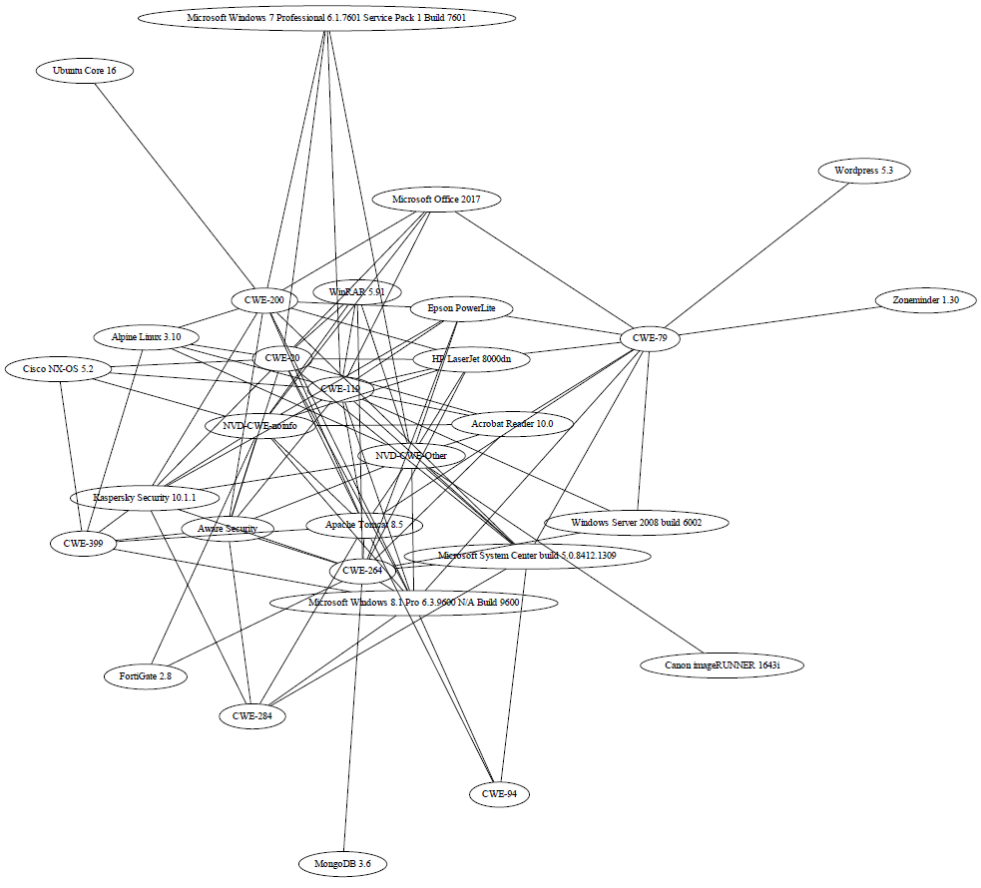 Microsoft Windows 7 Professional 6.1.7601 Service Pack 1 Build 7601
Ubuntu Core 16
Wordpress 5.3
Microsoft Office 2017
WinRAR 5.91
CWE-200
Zoneminder 1.30
Epson PowerLite
Alpine Linux 3.10
CWE-79
CWE-20
HP LaserJet 8000dn
Cisco NX-OS 5.2
CWE-119
Acrobat Reader 10.0
NVD-CWE-noinfo
NVD-CWE-Other
Kaspersky Security 10.1.1
Windows Server 2008 build 6002
Apache Tomcat 8.5
Aware Security
CWE-399
Microsoft System Center build 5.0.8412.1309
CWE-264
Microsoft Windows 8.1 Pro 6.3.9600 N/A Build 9600
Canon imageRUNNER 1643i
FortiGate 2.8
CWE-284
CWE-94
MongoDB 3.6